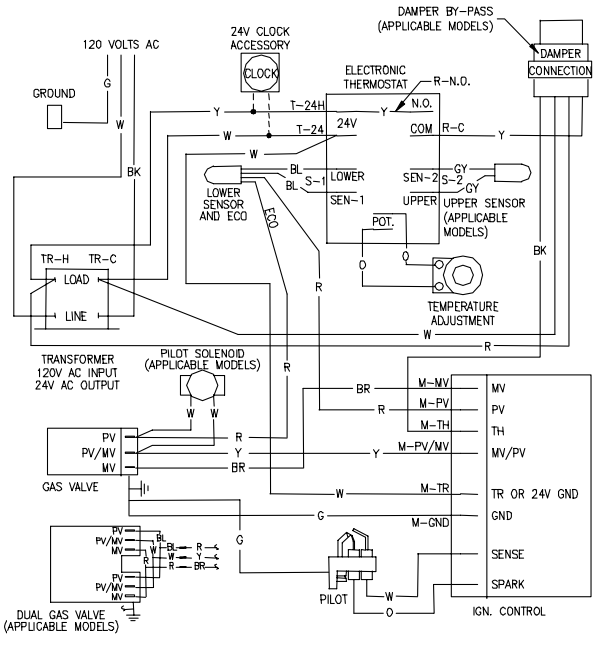 DAMPER BY-PASS
(APPLICABLE MODELS)
24V CLOCK
ACCESSORY
CLOCK
120 VOLTS AC
DAMPER
CONNECTION
ELECTRONIC
THERMOSTAT
R-N.O.
GROUND
G
W
BK
Y
T-24H
Y
N.O.
W
T-24
24V
COM
R-C
Y
W
BL
BL
S-1
LOWER
SEN-1
SEN-2
UPPER
S-2
GY
GY
LOWER
SENSOR
AND ECO
ECO
UPPER SENSOR
(APPLICABLE
MODELS)
POT.
O
O
BK
TR-H
TR-C
LOAD
LINE
R
TEMPERATURE
ADJUSTMENT
W
R
TRANSFORMER
120V AC INPUT
24V AC OUTPUT
PILOT SOLENOID
(APPLICABLE MODELS)
R
W
W
BR
M-MV
MV
R
M-PV
PV
M-TH
TH
PV
R
PV/MV
Y
Y
M-PV/MV
MV/PV
MV
BR
GAS VALVE
W
M-TR
TR OR 24V GND
G
M-GND
GND
G
SENSE
SPARK
PILOT
W
O
IGN. CONTROL
PV
PV/MV
MV
BL
W
R
BL
R
W
Y
R
BR
PV
PV/MV
MV
DUAL GAS VALVE
(APPLICABLE MODELS)